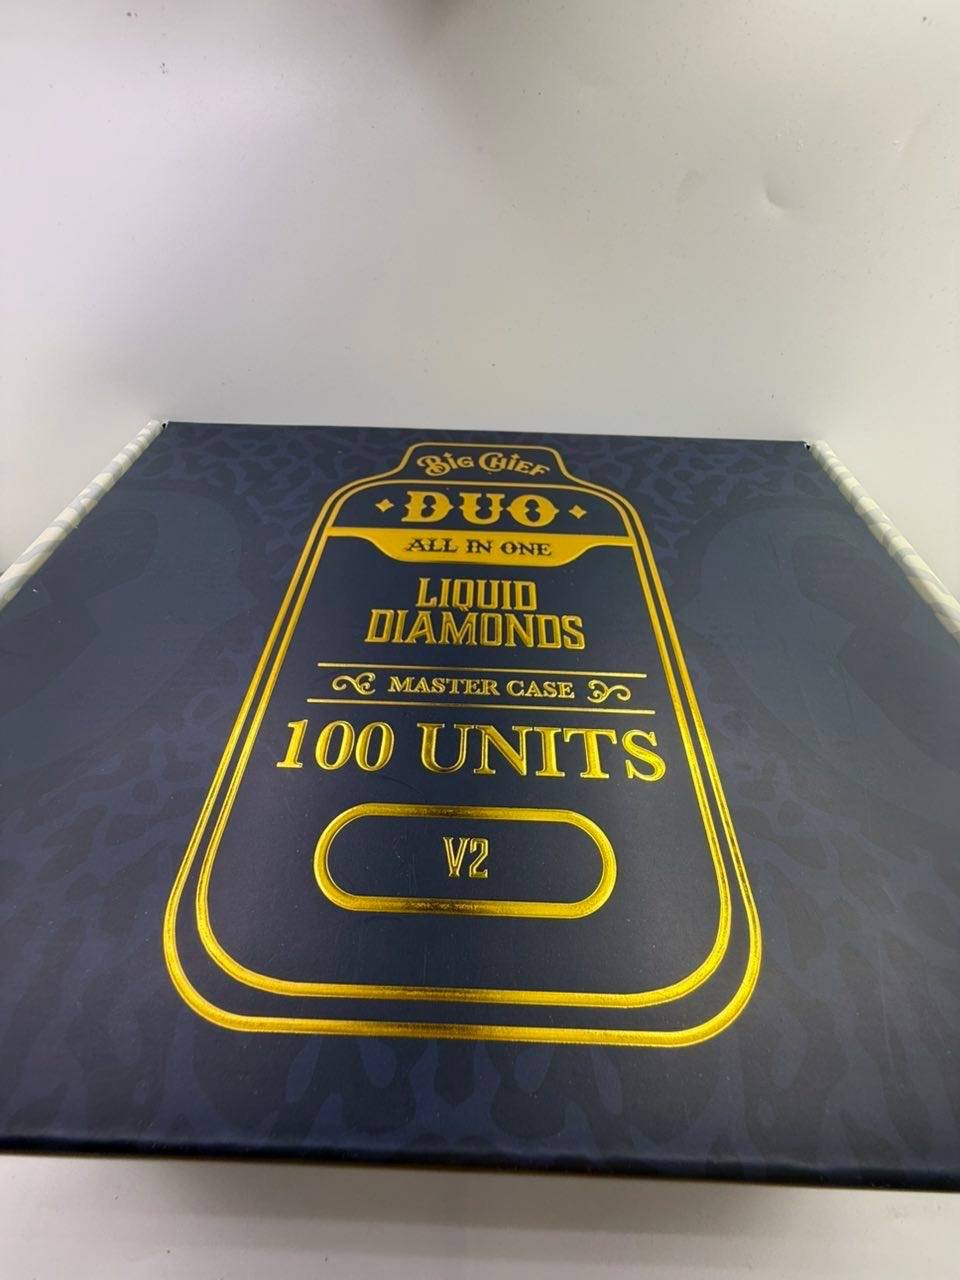 Big Chief
DUO
ALL IN ONE
LIQUID
DIAMONDS
MASTER CASE
100 UNITS
V2